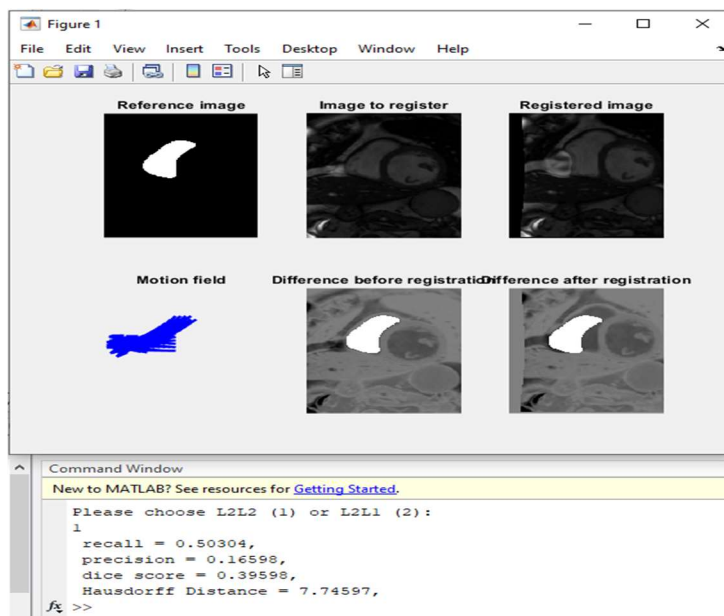 Figure 1
File Edit View Insert Tools Desktop Window Help
Reference image Image to register Registered image
Motion field Difference before registration Difference after registration
Command Window
New to MATLAB? See resources for Getting Started.
Please choose L2L2 (1) or L2L1 (2):
1
recall = 0.50304,
precision = 0.16598,
dice score = 0.39598,
Hausdorff Distance = 7.74597,
fx >>